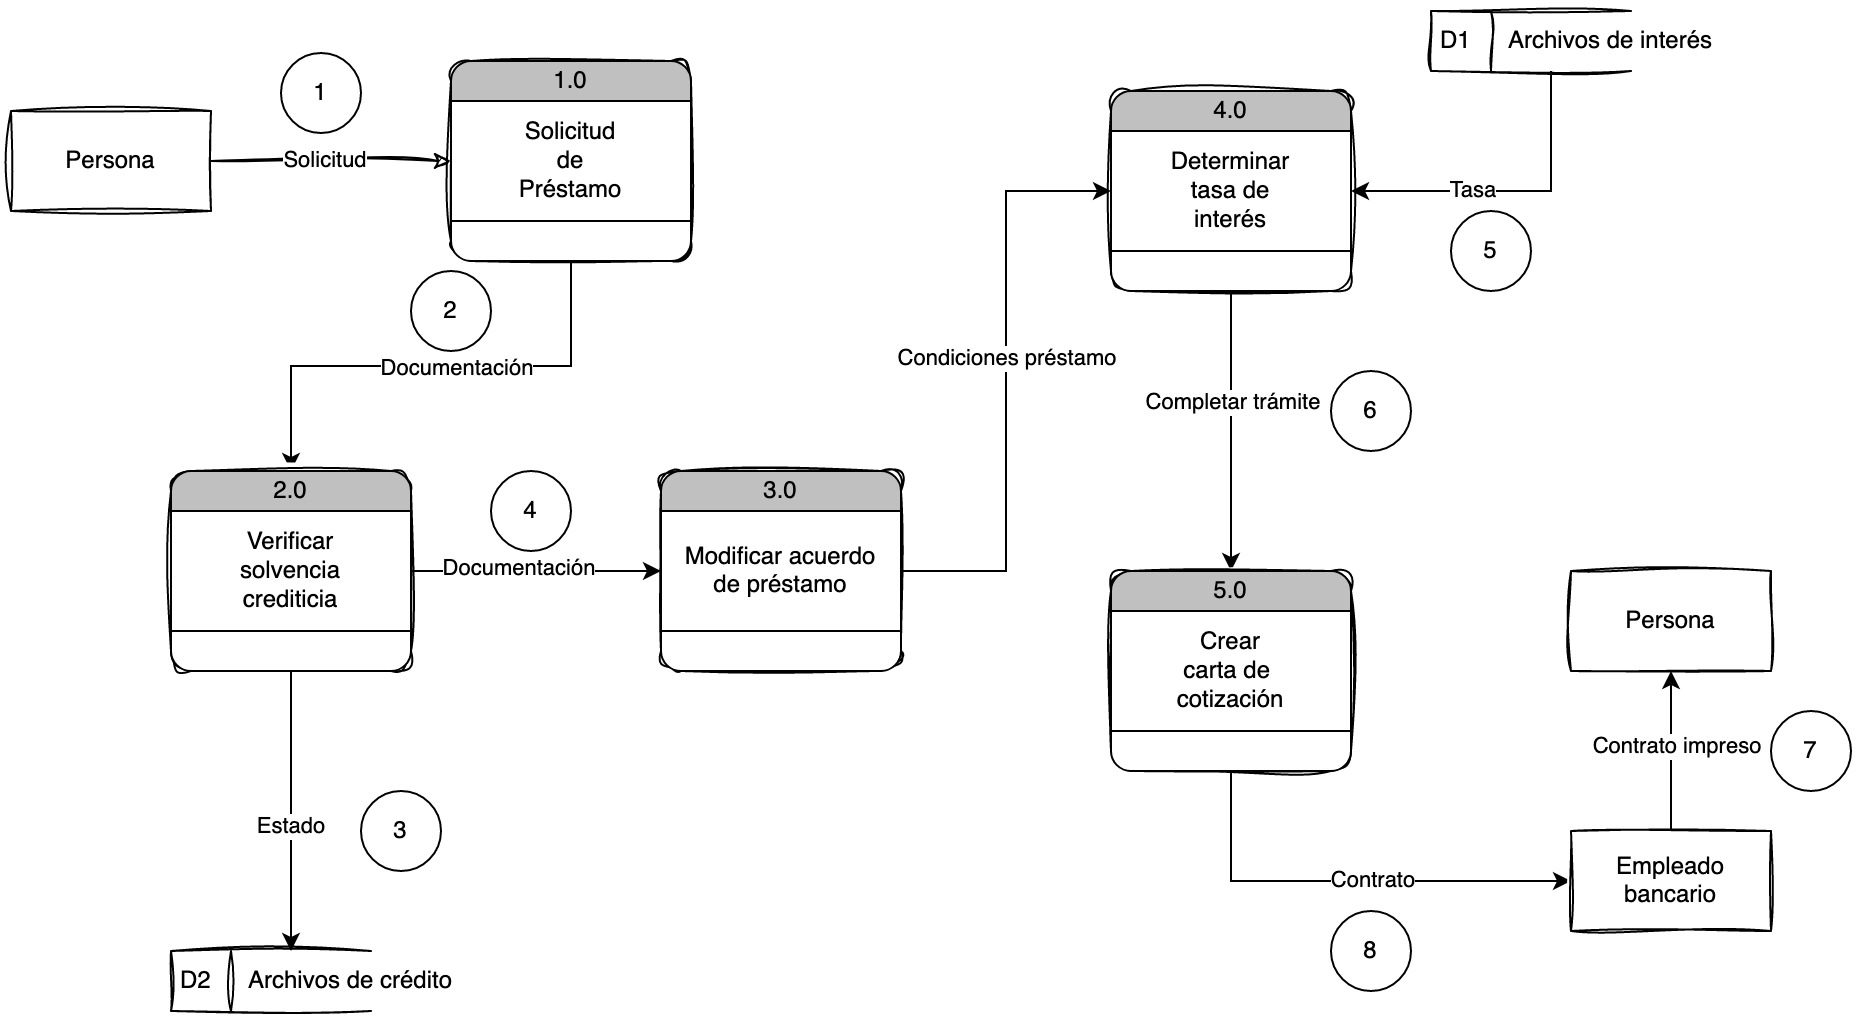 D1
Archivos de interés
1
1.0
Persona
Solicitud
Solicitud
de
Préstamo
4.0
Determinar
tasa de
interés
Tasa
5
2
Documentación
Condiciones préstamo
Completar trámite
6
2.0
Verificar
solvencia
crediticia
4
Documentación
3.0
Modificar acuerdo
de préstamo
5.0
Crear
carta de
cotización
Persona
Contrato impreso
7
Estado
3
Contrato
8
Empleado
bancario
D2
Archivos de crédito